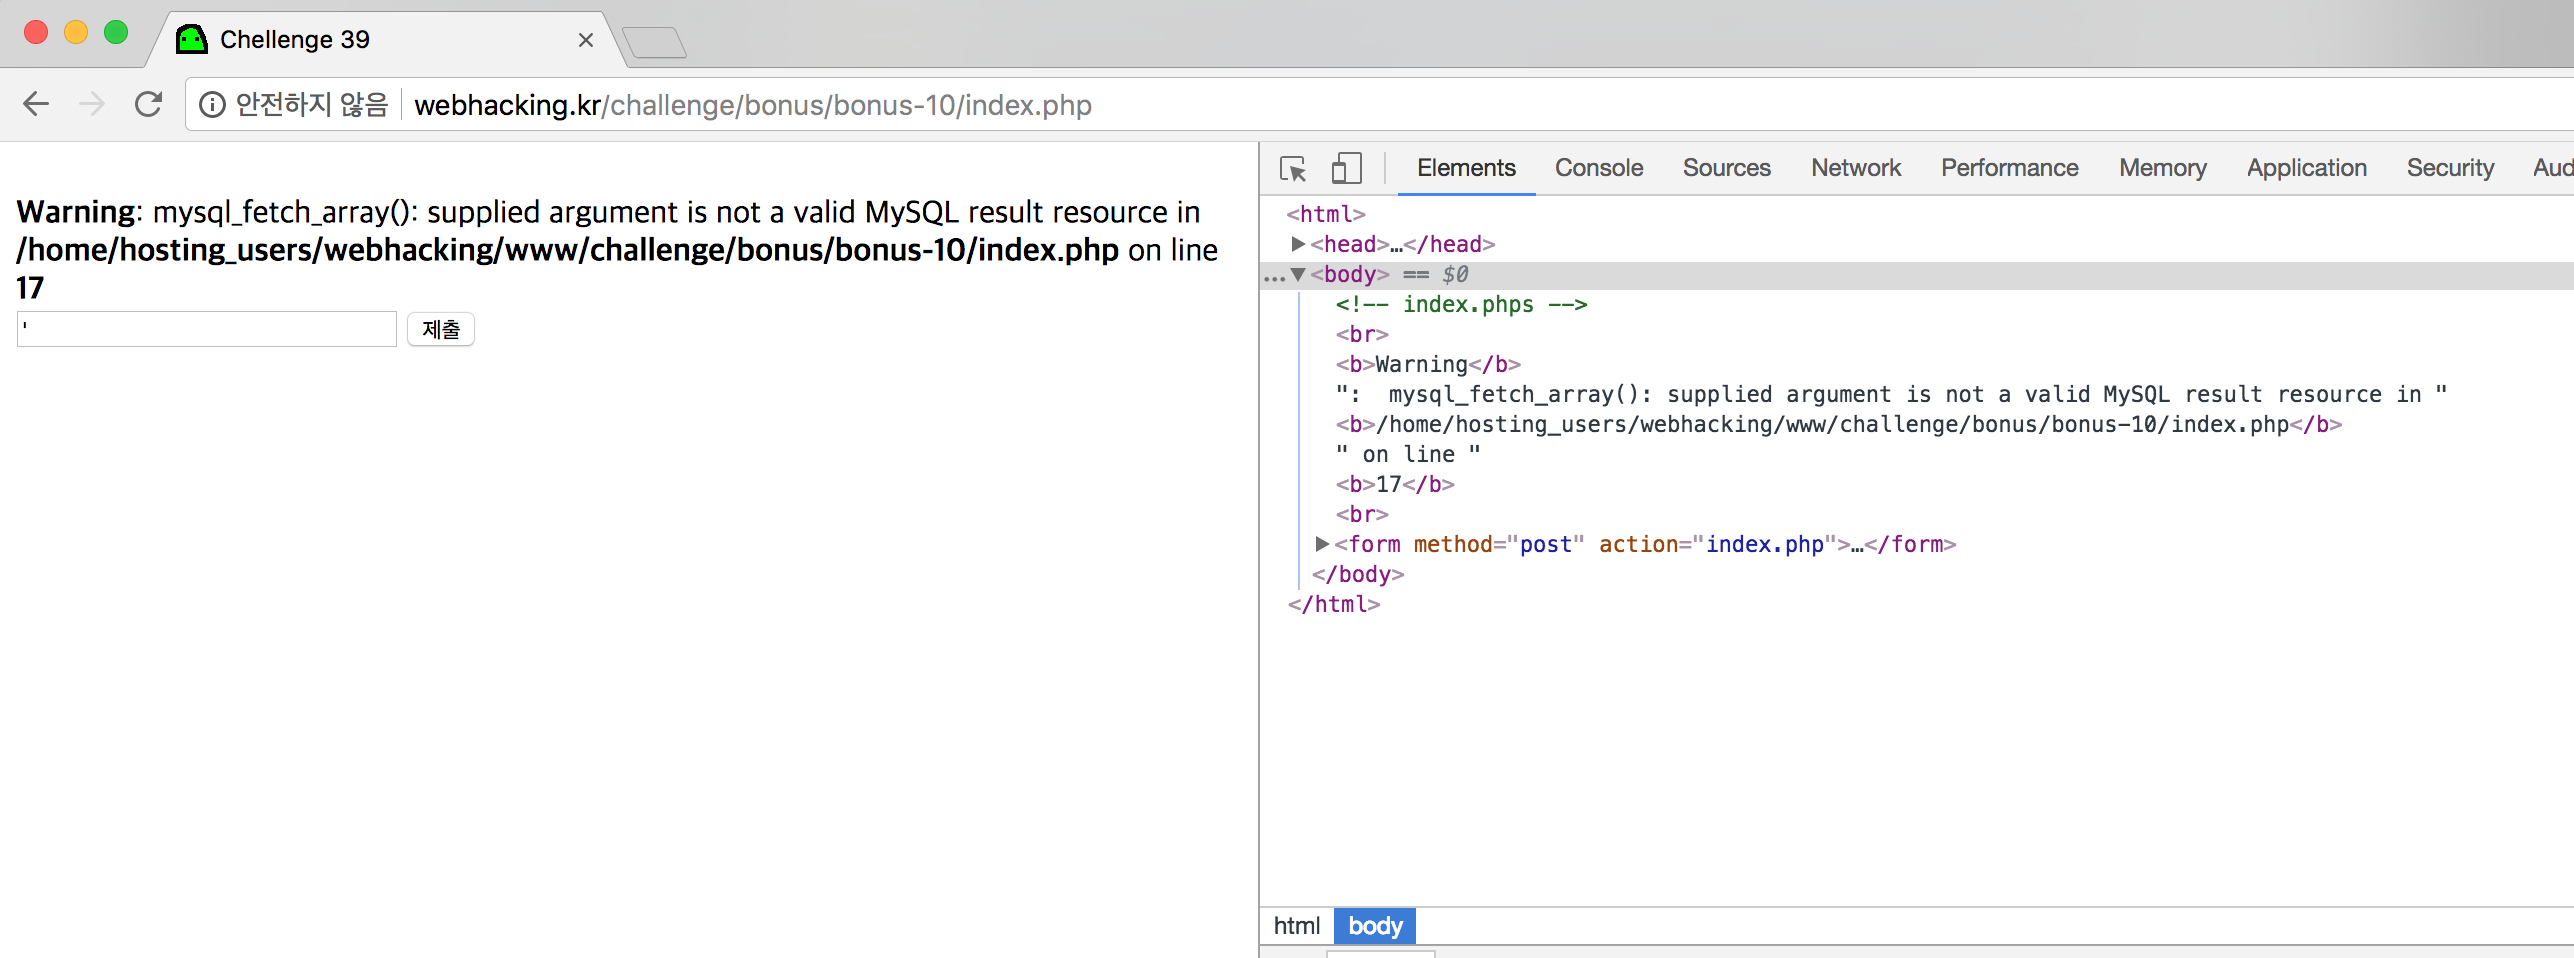 Chellenge 39
안전하지 않음 webhacking.kr/challenge/bonus/bonus-10/index.php
Warning: mysql_fetch_array(): supplied argument is not a valid MySQL result resource in
/home/hosting_users/webhacking/www/challenge/bonus/bonus-10/index.php on line
17
' 제출
Elements Console Sources Network Performance Memory Application Security Aud
<html>
<head>…</head>
…<body> == $0
<!-- index.phps -->
<br>
<b>Warning</b>
":  mysql_fetch_array(): supplied argument is not a valid MySQL result resource in "
<b>/home/hosting_users/webhacking/www/challenge/bonus/bonus-10/index.php</b>
" on line "
<b>17</b>
<br>
<form method="post" action="index.php">…</form>
</body>
</html>
html body